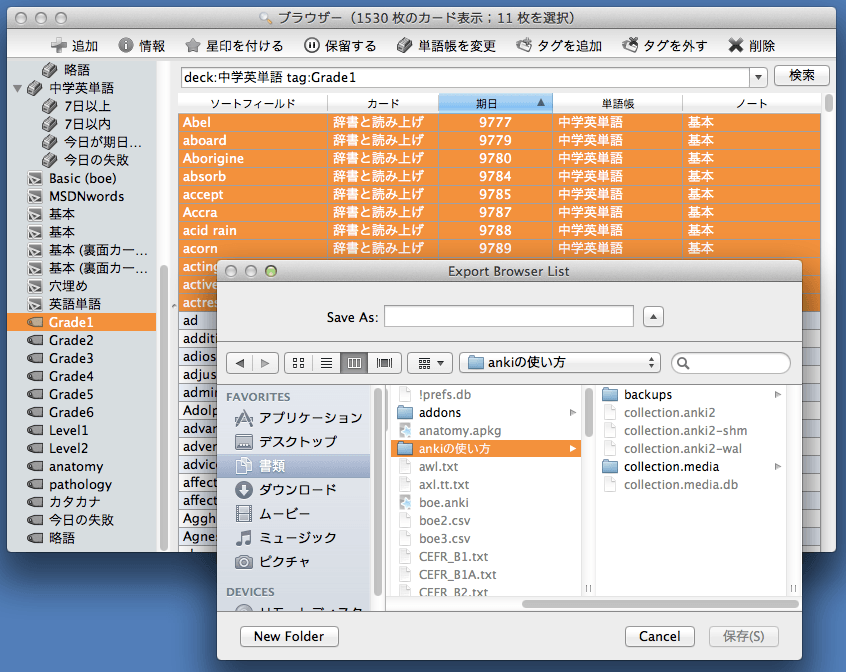 ブラウザー（1530 枚のカード表示；11 枚を選択）
追加 情報 星印を付ける 保留する 単語帳を変更 タグを追加 タグを外す 削除
deck:中学英単語 tag:Grade1 検索
略語
中学英単語
7日以上
7日以内
今日が期日…
今日の失敗
Basic (boe)
MSDNwords
基本
基本
基本 (裏面カー…
基本 (裏面カー…
穴埋め
英語単語
Grade1
Grade2
Grade3
Grade4
Grade5
Grade6
Level1
Level2
anatomy
pathology
カタカナ
今日の失敗
略語
ソートフィールド カード 期日 単語帳 ノート
Abel 辞書と読み上げ 9777 中学英単語 基本
aboard 辞書と読み上げ 9779 中学英単語 基本
Aborigine 辞書と読み上げ 9780 中学英単語 基本
absorb 辞書と読み上げ 9784 中学英単語 基本
accept 辞書と読み上げ 9785 中学英単語 基本
Accra 辞書と読み上げ 9787 中学英単語 基本
acid rain 辞書と読み上げ 9788 中学英単語 基本
acorn 辞書と読み上げ 9789 中学英単語 基本
acting
active
actres
ad
additi
adios
adjus
admir
Adolp
advan
adver
advic
affect
affect
Aggh
Agnes
Export Browser List
Save As:
ankiの使い方
FAVORITES
アプリケーション
デスクトップ
書類
ダウンロード
ムービー
ミュージック
ピクチャ
DEVICES
リモートディスク
!prefs.db
addons
anatomy.apkg
ankiの使い方
awl.txt
axl.tt.txt
boe.anki
boe2.csv
boe3.csv
CEFR_B1.txt
CEFR_B1A.txt
CEFR_B2.txt
backups
collection.anki2
collection.anki2-shm
collection.anki2-wal
collection.media
collection.media.db
New Folder Cancel 保存(S)